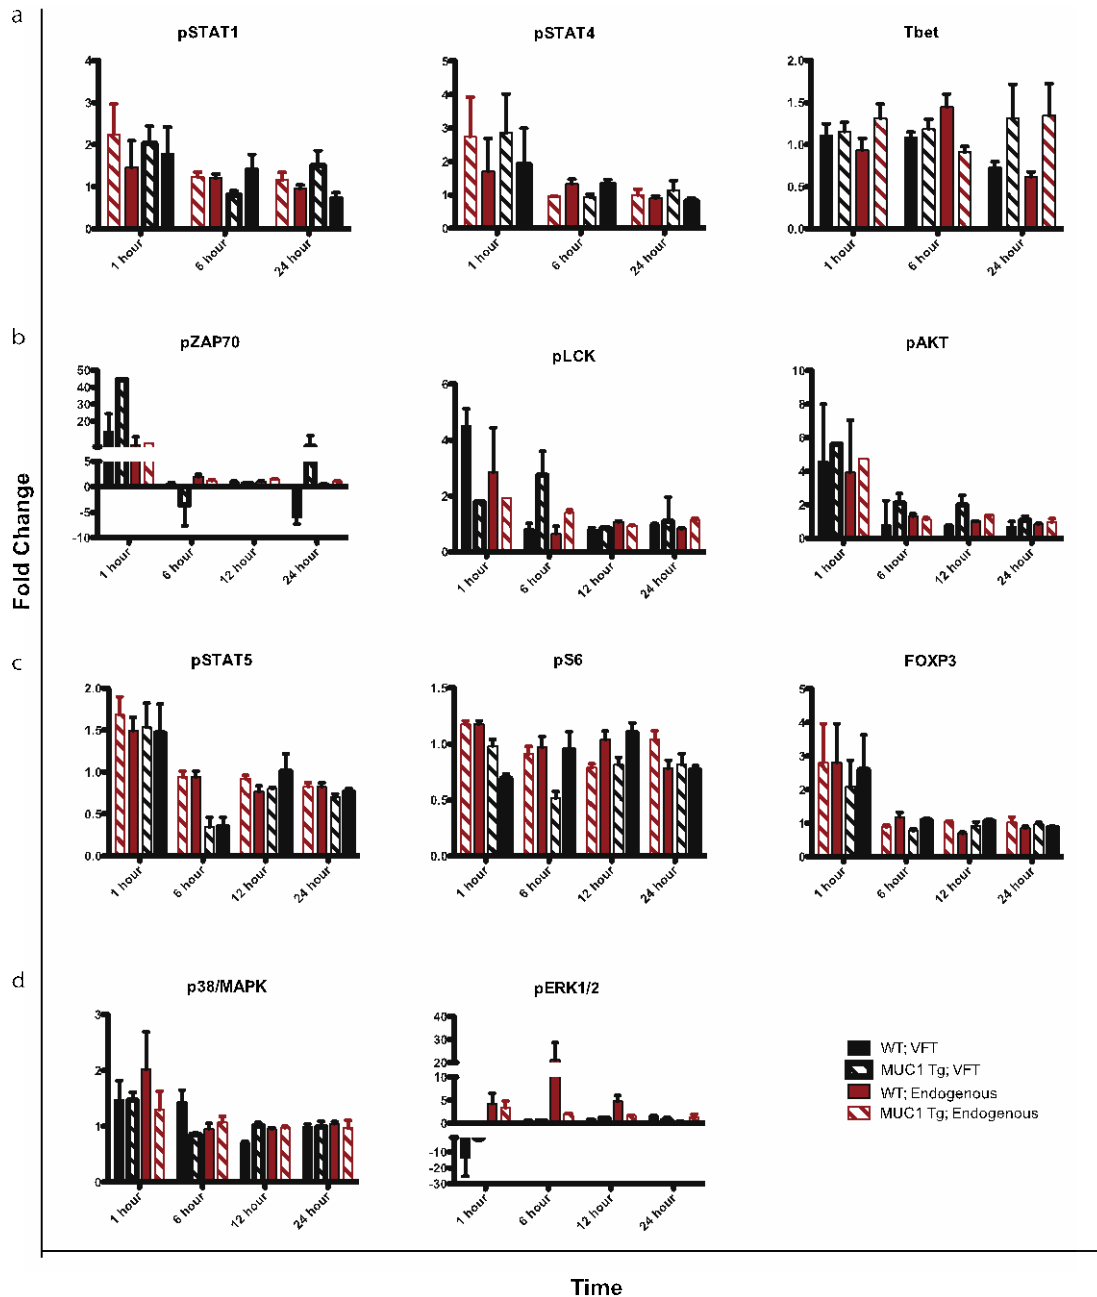 a
pSTAT1
pSTAT4
Tbet
4
3
2
1
0
5
4
3
2
1
0
2.0
1.5
1.0
0.5
0.0
1 hour
6 hour
24 hour
1 hour
6 hour
24 hour
1 hour
6 hour
24 hour
b
pZAP70
pLCK
pAKT
50
40
30
20
5
0
-5
-10
6
4
2
0
10
8
6
4
2
0
1 hour
6 hour
12 hour
24 hour
1 hour
6 hour
12 hour
24 hour
1 hour
6 hour
12 hour
24 hour
Fold Change
c
pSTAT5
pS6
FOXP3
2.0
1.5
1.0
0.5
0.0
1.5
1.0
0.5
0.0
5
4
3
2
1
0
1 hour
6 hour
12 hour
24 hour
1 hour
6 hour
12 hour
24 hour
1 hour
6 hour
12 hour
24 hour
d
p38/MAPK
pERK1/2
3
2
1
0
40
30
20
10
5
0
-10
-20
-30
1 hour
6 hour
12 hour
24 hour
1 hour
6 hour
12 hour
24 hour
WT; VFT
MUC1 Tg; VFT
WT; Endogenous
MUC1 Tg; Endogenous
Time